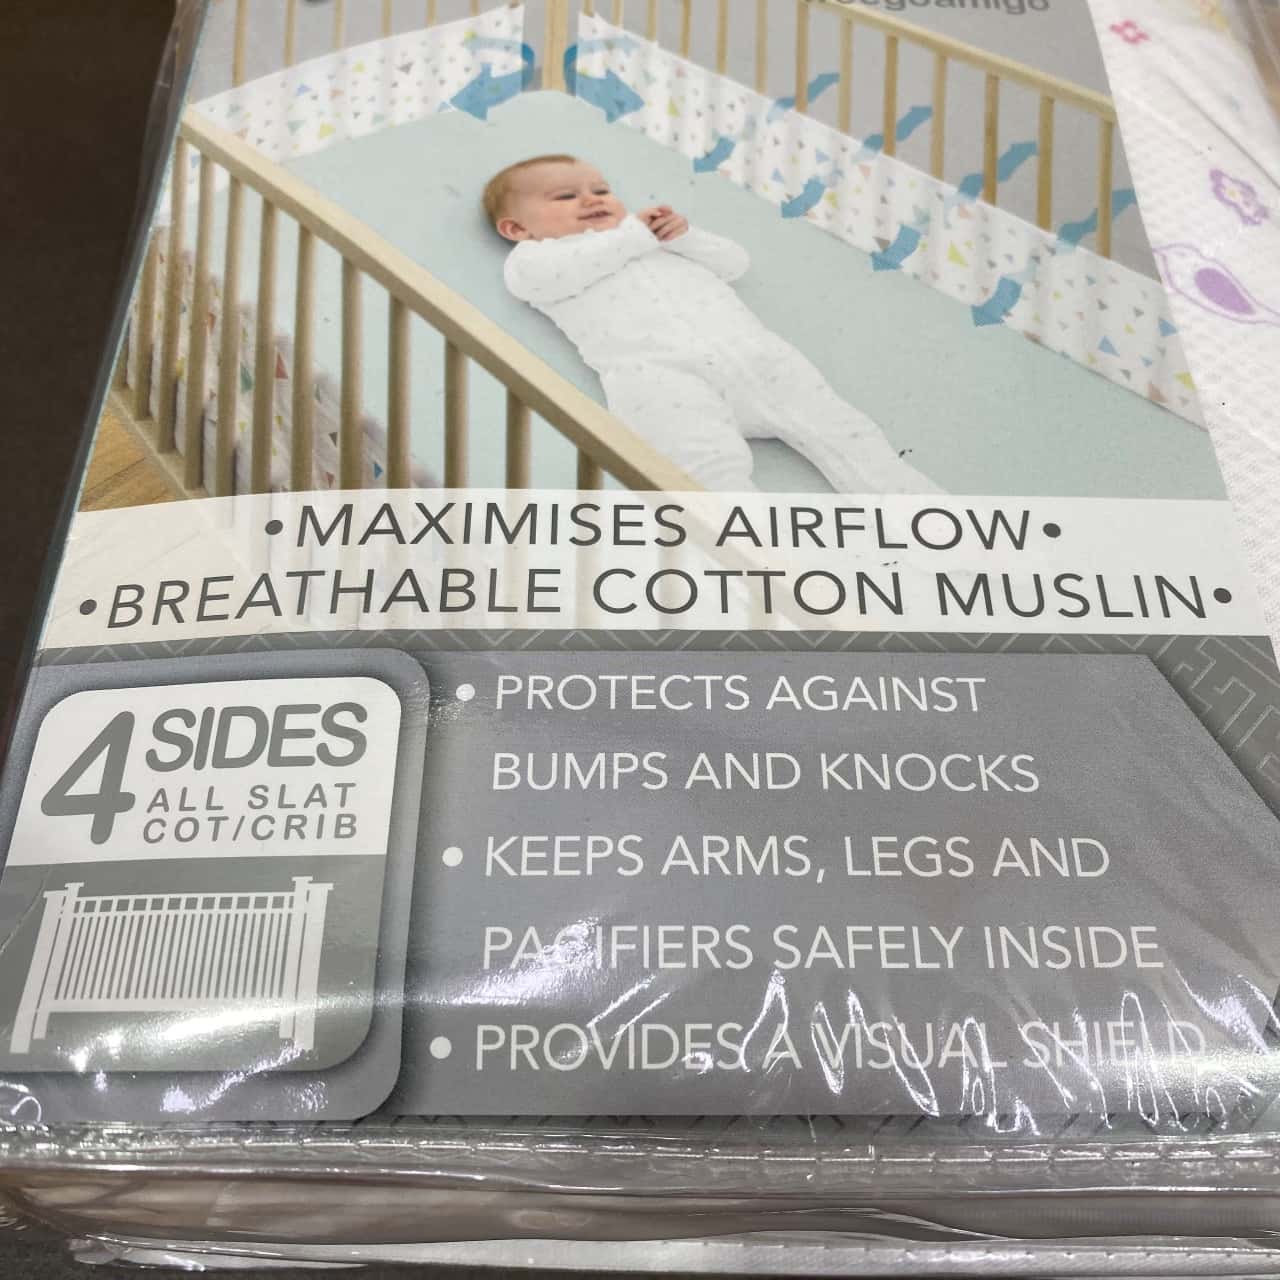 •MAXIMISES AIRFLOW•
•BREATHABLE COTTON MUSLIN•
4 SIDES
ALL SLAT
COT/CRIB
• PROTECTS AGAINST
BUMPS AND KNOCKS
• KEEPS ARMS, LEGS AND
PACIFIERS SAFELY INSIDE
• PROVIDES A VISUAL SHIELD